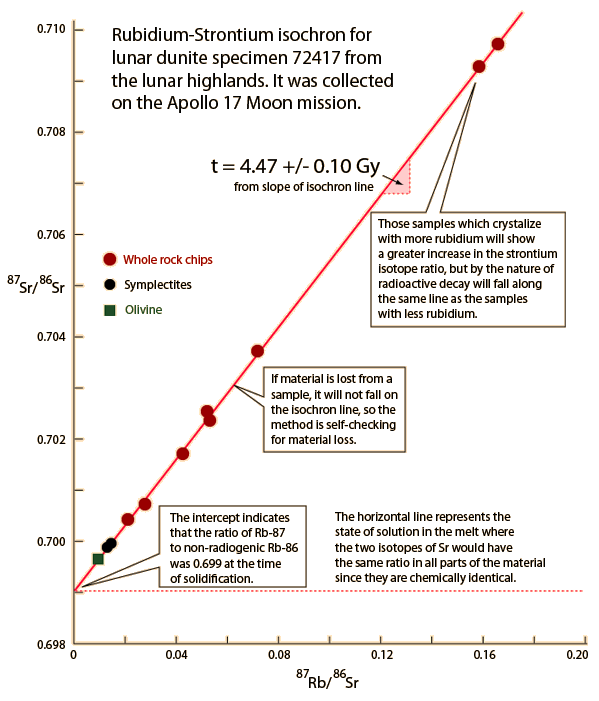 Rubidium-Strontium isochron for
lunar dunite specimen 72417 from
the lunar highlands. It was collected
on the Apollo 17 Moon mission.
0.710
0.708
t = 4.47 +/- 0.10 Gy
from slope of isochron line
Those samples which crystalize
with more rubidium will show
a greater increase in the strontium
isotope ratio, but by the nature of
radioactive decay will fall along
the same line as the samples
with less rubidium.
0.706
Whole rock chips
Symplectites
Olivine
87Sr/86Sr
0.704
If material is lost from a
sample, it will not fall on
the isochron line, so the
method is self-checking
for material loss.
0.702
0.700
The intercept indicates
that the ratio of Rb-87
to non-radiogenic Rb-86
was 0.699 at the time
of solidification.
The horizontal line represents the
state of solution in the melt where
the two isotopes of Sr would have
the same ratio in all parts of the material
since they are chemically identical.
0.698
0 0.04 0.08 0.12 0.16 0.20
87Rb/86Sr